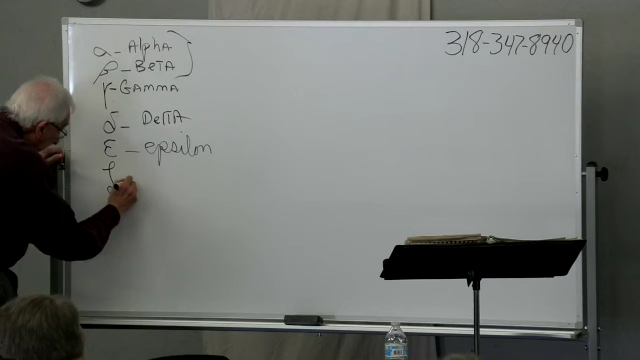 α - Alpha
β - BeTA
γ - GAMMA
δ - DelTA
ε - epsilon
ζ
318-347-8940